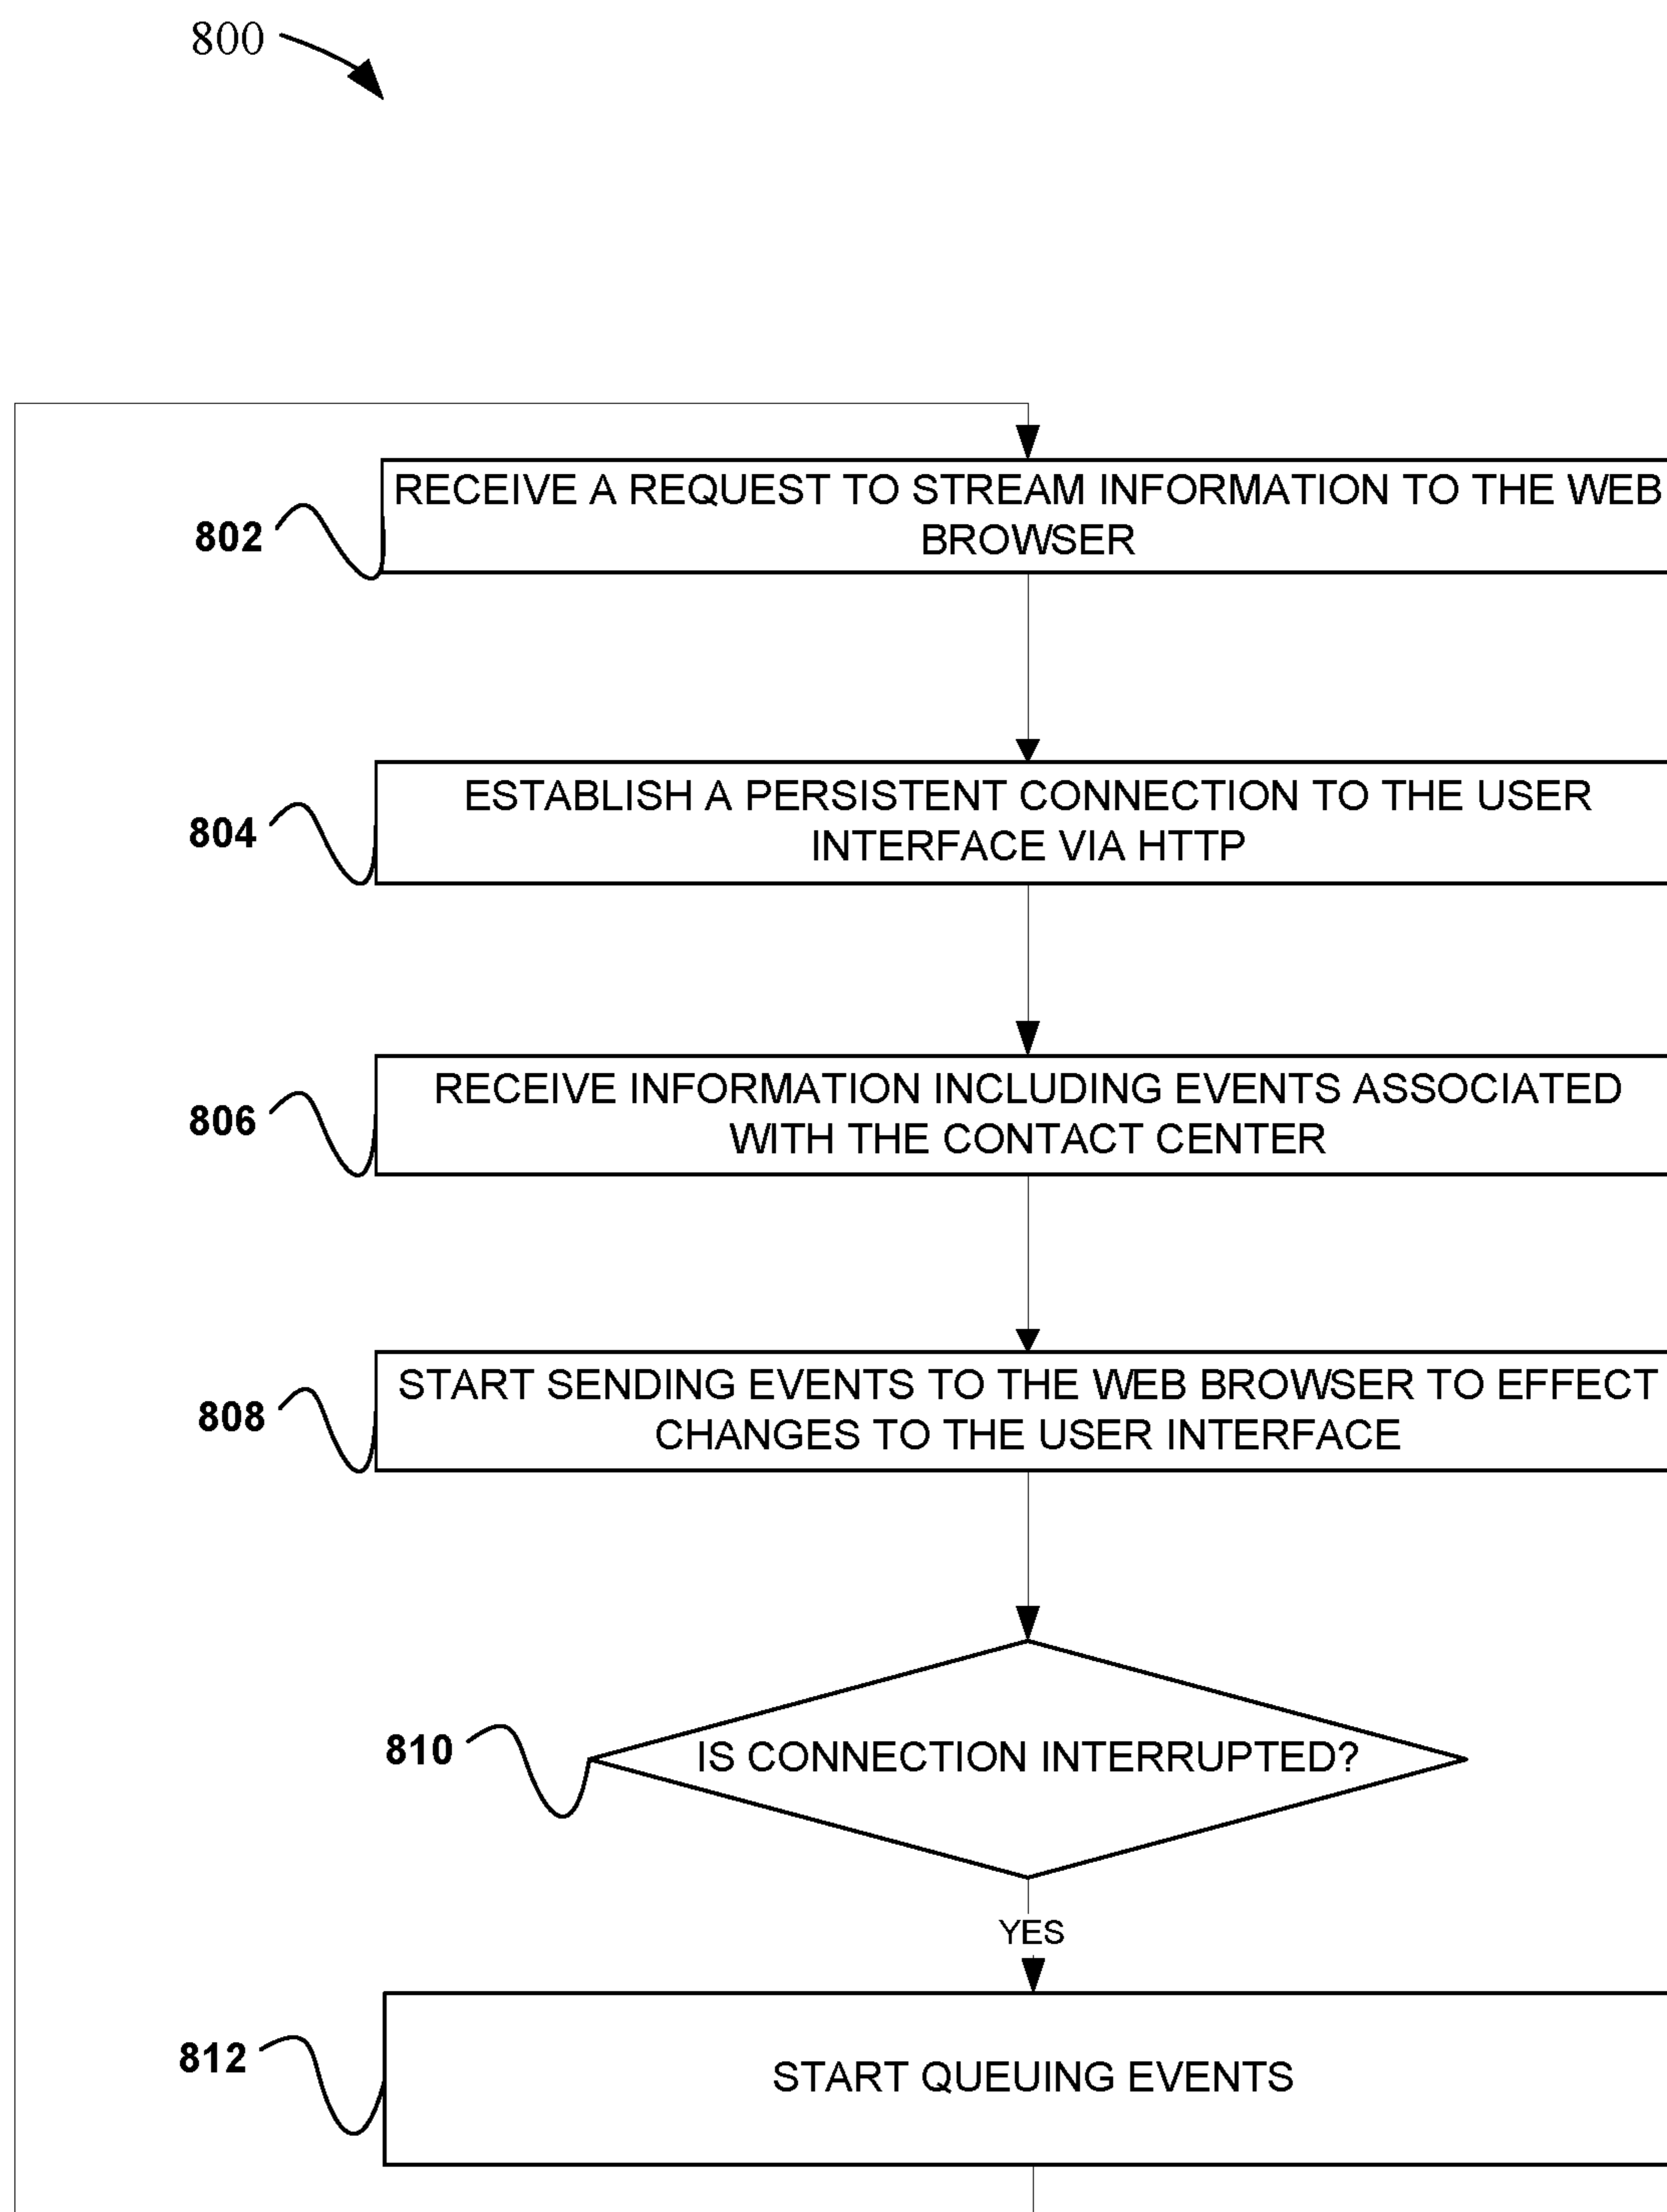 800
RECEIVE A REQUEST TO STREAM INFORMATION TO THE WEB
BROWSER
802
ESTABLISH A PERSISTENT CONNECTION TO THE USER
INTERFACE VIA HTTP
804
RECEIVE INFORMATION INCLUDING EVENTS ASSOCIATED
WITH THE CONTACT CENTER
806
START SENDING EVENTS TO THE WEB BROWSER TO EFFECT
CHANGES TO THE USER INTERFACE
808
IS CONNECTION INTERRUPTED?
810
YES
START QUEUING EVENTS
812